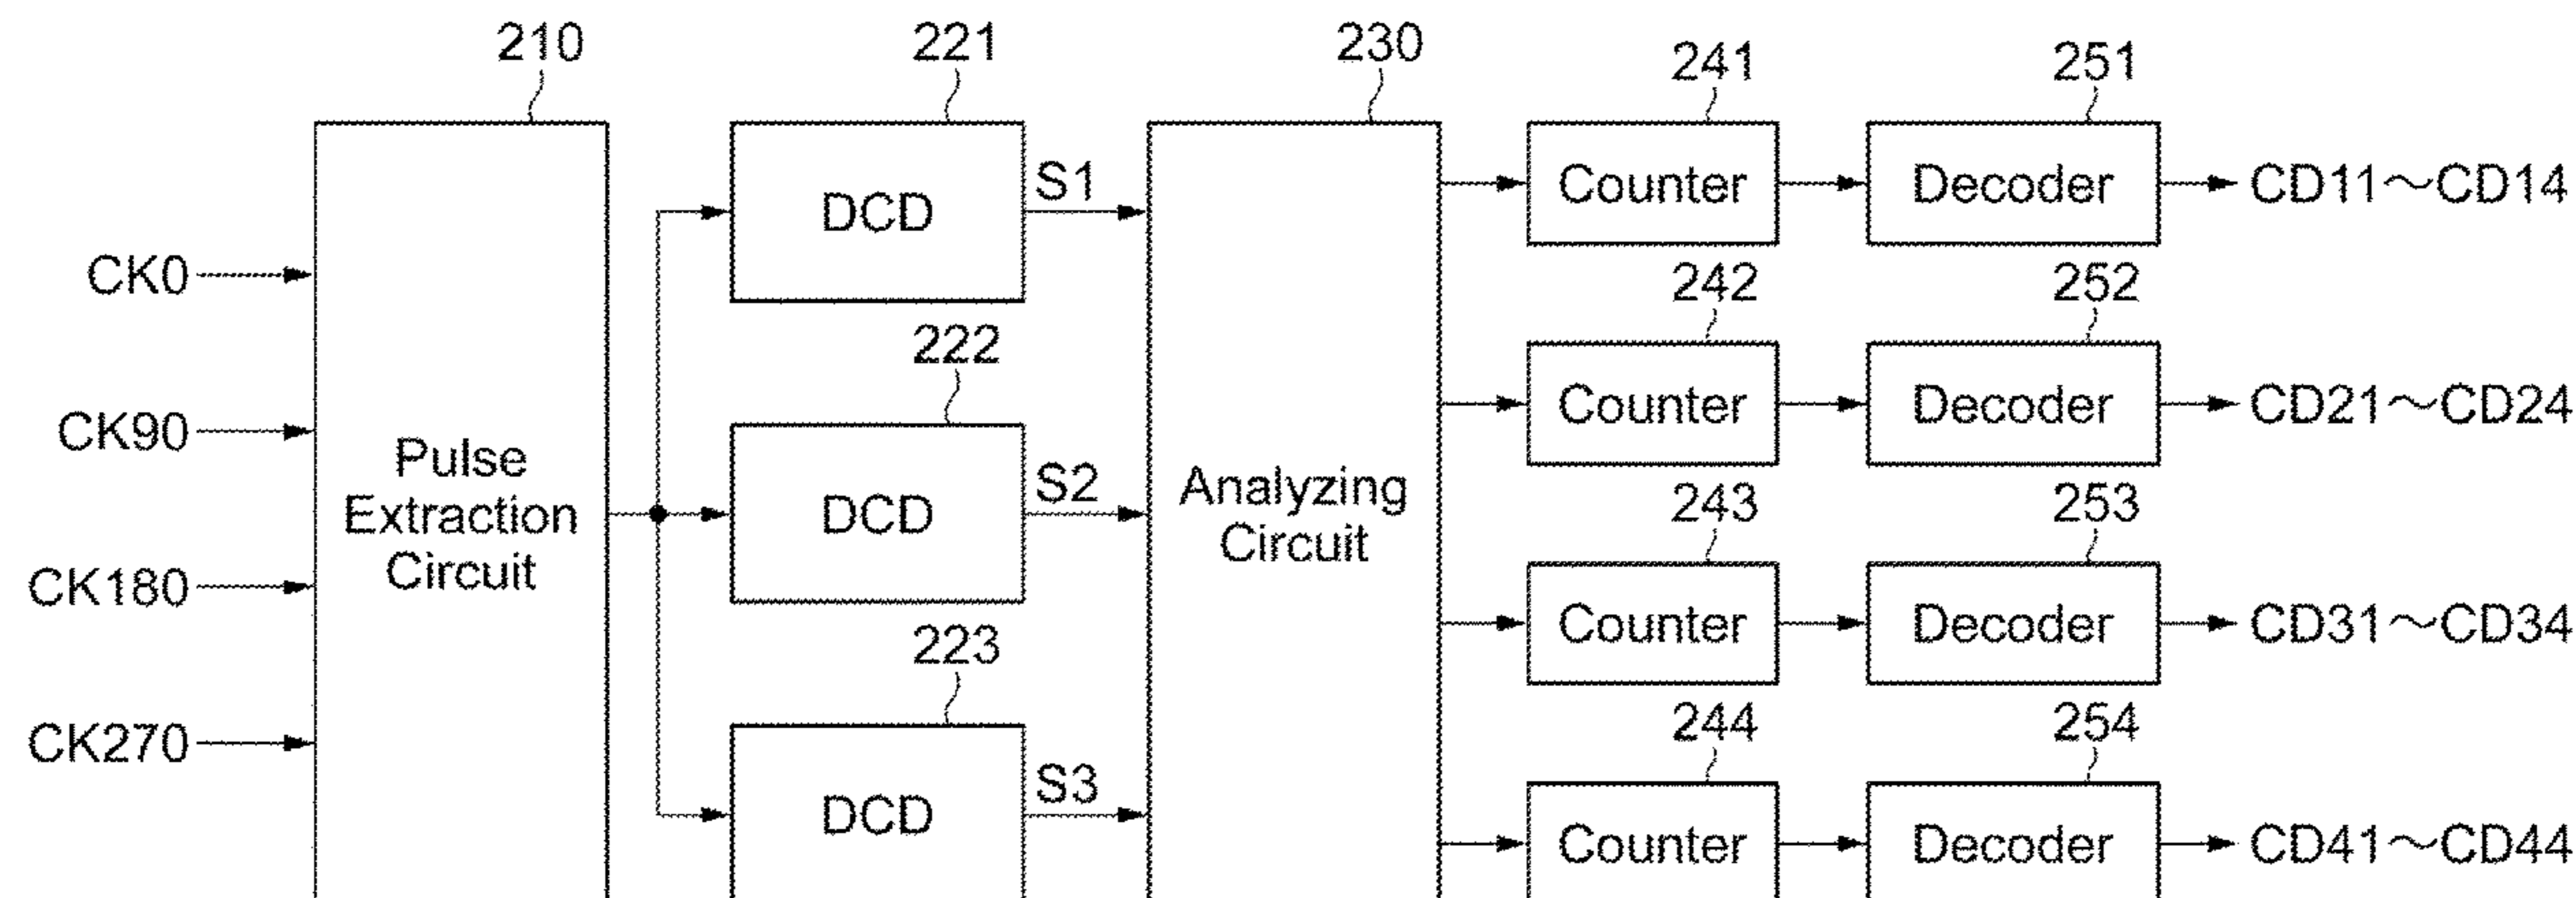 210
221
230
241
251
CK0
CK90
CK180
CK270
Pulse
Extraction
Circuit
DCD
S1
222
DCD
S2
223
DCD
S3
Analyzing
Circuit
Counter
Decoder
CD11~CD14
242
252
Counter
Decoder
CD21~CD24
243
253
Counter
Decoder
CD31~CD34
244
254
Counter
Decoder
CD41~CD44